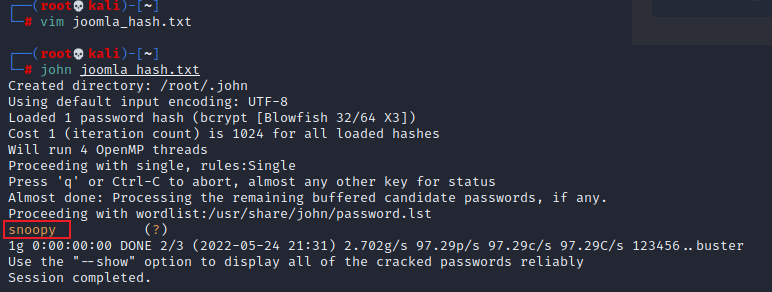 ┌──(root💀kali)-[~]
└─# vim joomla_hash.txt
┌──(root💀kali)-[~]
└─# john joomla_hash.txt
Created directory: /root/.john
Using default input encoding: UTF-8
Loaded 1 password hash (bcrypt [Blowfish 32/64 X3])
Cost 1 (iteration count) is 1024 for all loaded hashes
Will run 4 OpenMP threads
Proceeding with single, rules:Single
Press 'q' or Ctrl-C to abort, almost any other key for status
Almost done: Processing the remaining buffered candidate passwords, if any.
Proceeding with wordlist:/usr/share/john/password.lst
snoopy (?)
1g 0:00:00:00 DONE 2/3 (2022-05-24 21:31) 2.702g/s 97.29p/s 97.29c/s 97.29C/s 123456..buster
Use the "--show" option to display all of the cracked passwords reliably
Session completed.